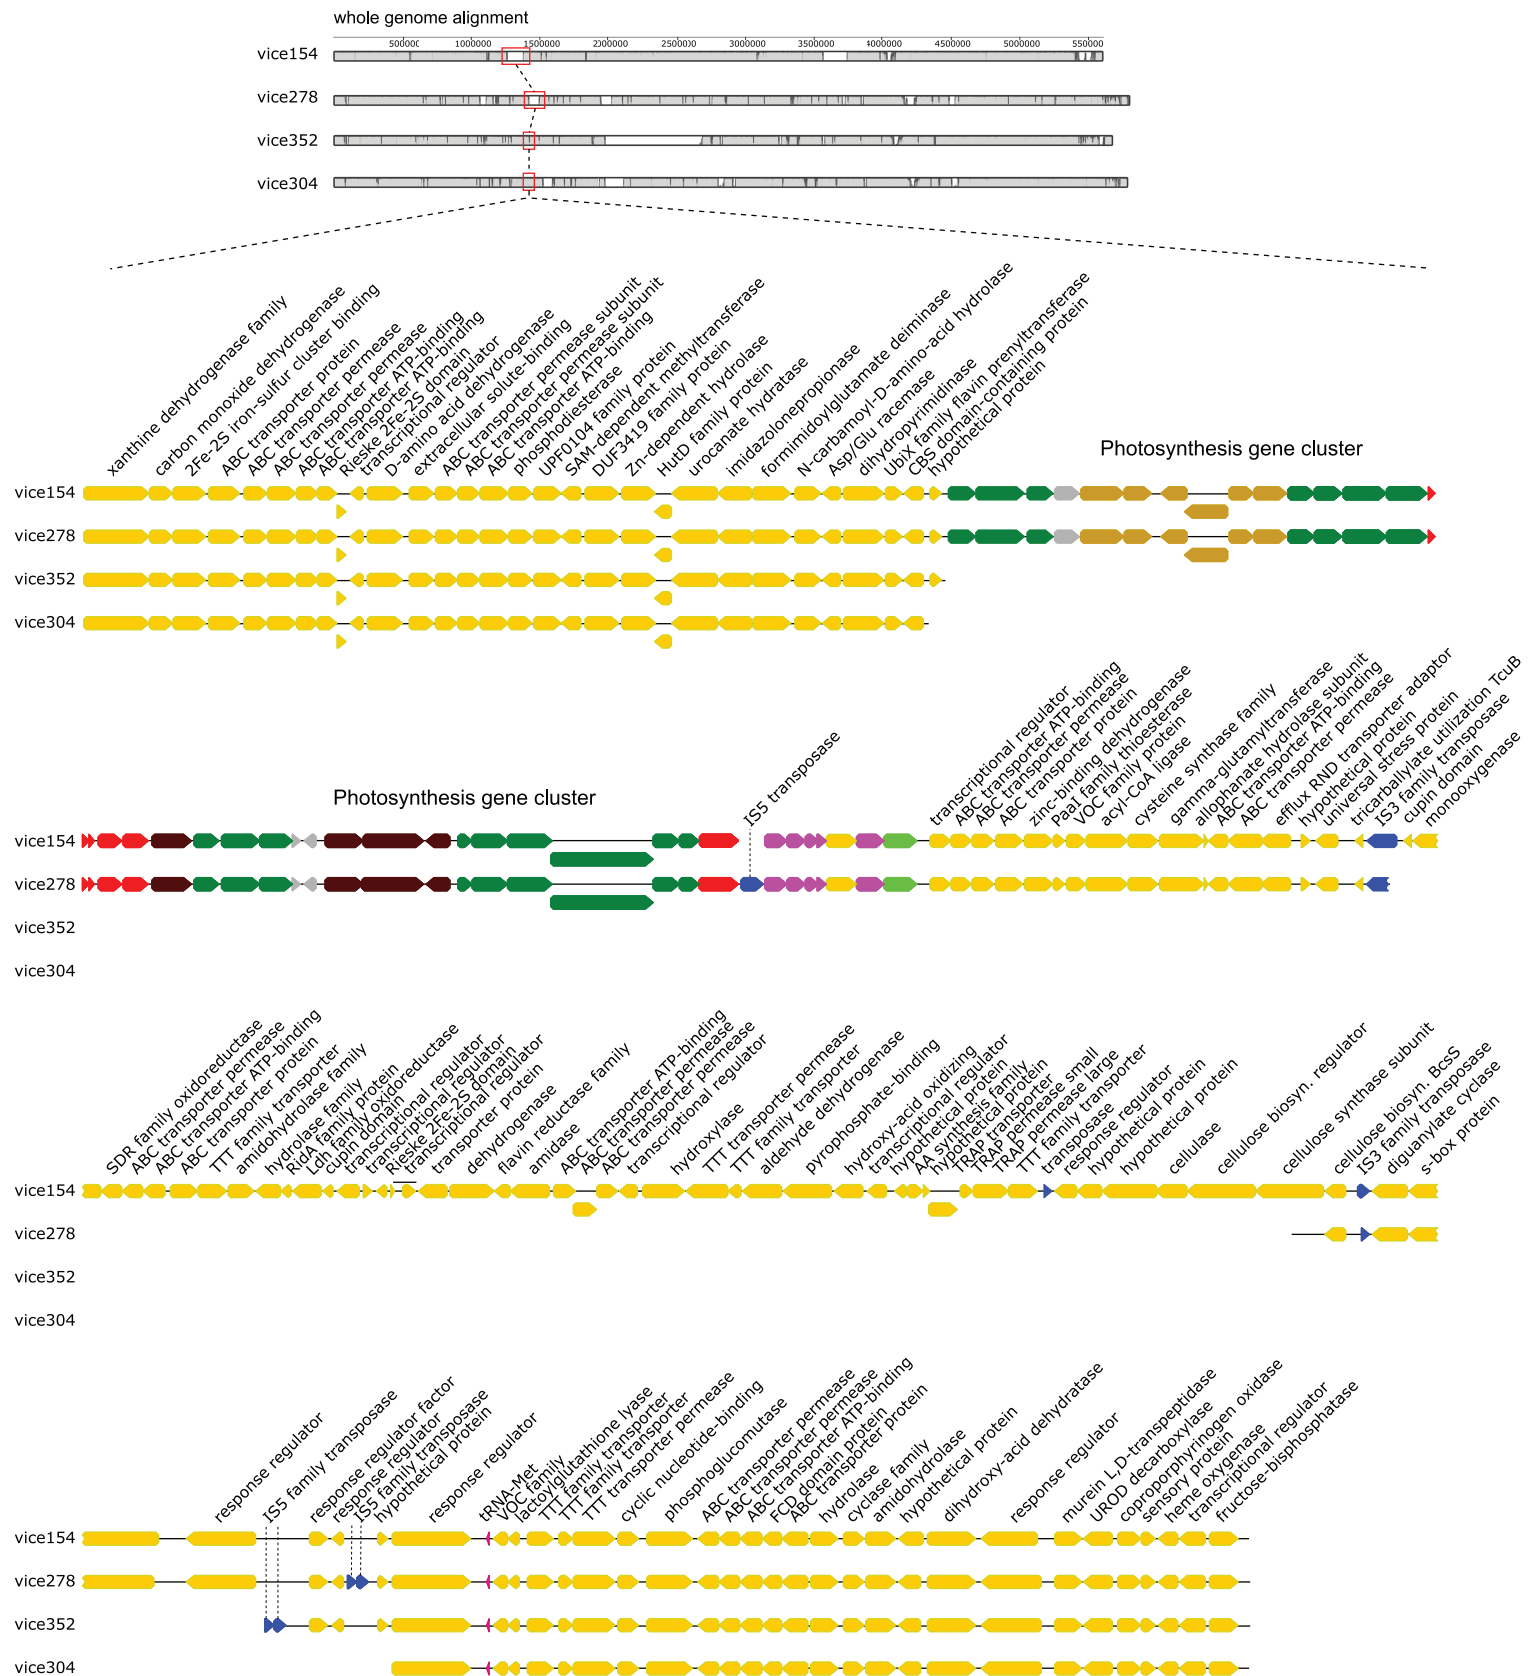 whole genome alignment
500000 1000000 1500000 2000000 2500000 3000000 3500000 4000000 4500000 5000000 550000
vice154
vice278
vice352
vice304
xanthine dehydrogenase family
carbon monoxide dehydrogenase
2Fe-2S iron-sulfur cluster binding
ABC transporter protein
ABC transporter permease
ABC transporter permease
ABC transporter ATP-binding
ABC transporter ATP-binding
Rieske 2Fe-2S domain
transcriptional regulator
D-amino acid dehydrogenase
extracellular solute-binding
ABC transporter permease subunit
ABC transporter permease subunit
ABC transporter ATP-binding
phosphodiesterase
UPF0104 family protein
SAM-dependent methyltransferase
DUF3419 family protein
Zn-dependent hydrolase
HutD family protein
urocanate hydratase
imidazolonepropionase
formimidoylglutamate deiminase
N-carbamoyl-D-amino-acid hydrolase
Asp/Glu racemase
dihydropyrimidinase
UbiX family flavin prenyltransferase
CBS domain-containing protein
hypothetical protein
Photosynthesis gene cluster
vice154
vice278
vice352
vice304
Photosynthesis gene cluster
IS5 transposase
transcriptional regulator
ABC transporter ATP-binding
ABC transporter permease
ABC transporter protein
zinc-binding dehydrogenase
PaaI family thioesterase
VOC family protein
acyl-CoA ligase
cysteine synthase family
gamma-glutamyltransferase
allophanate hydrolase subunit
ABC transporter ATP-binding
ABC transporter permease
efflux RND transporter adaptor
hypothetical protein
universal stress protein
tricarballylate utilization TcuB
IS3 family transposase
cupin domain
monooxygenase
vice154
vice278
vice352
vice304
SDR family oxidoreductase
ABC transporter permease
ABC transporter ATP-binding
ABC transporter protein
TTT family transporter
amidohydrolase family
hydrolase family
RidA family protein
Ldh family oxidoreductase
cupin domain
transcriptional regulator
transcriptional regulator
Rieske 2Fe-2S domain
transcriptional regulator
transporter protein
dehydrogenase
flavin reductase family
amidase
ABC transporter ATP-binding
ABC transporter permease
ABC transporter permease
transcriptional regulator
hydroxylase
TTT transporter permease
TTT family transporter
aldehyde dehydrogenase
pyrophosphate-binding
hydroxy-acid oxidizing
transcriptional regulator
hypothetical protein
AA synthesis family
hypothetical protein
TRAP transporter
TRAP permease small
TRAP permease large
TTT family transporter
transposase
response regulator
hypothetical protein
hypothetical protein
cellulase
cellulose biosyn. regulator
cellulose synthase subunit
cellulose biosyn. BcsS
IS3 family transposase
diguanylate cyclase
s-box protein
vice154
vice278
vice352
vice304
response regulator
IS5 family transposase
response regulator factor
response regulator
IS5 family transposase
hypothetical protein
response regulator
tRNA-Met
VOC family
lactoylglutathione lyase
TTT family transporter
TTT family transporter
TTT transporter permease
cyclic nucleotide-binding
phosphoglucomutase
ABC transporter permease
ABC transporter permease
ABC transporter ATP-binding
FCD domain protein
ABC transporter protein
hydrolase
cyclase family
amidohydrolase
hypothetical protein
dihydroxy-acid dehydratase
response regulator
murein L,D-transpeptidase
UROD decarboxylase
coproporphyrinogen oxidase
sensory protein
heme oxygenase
transcriptional regulator
fructose-bisphosphatase
vice154
vice278
vice352
vice304